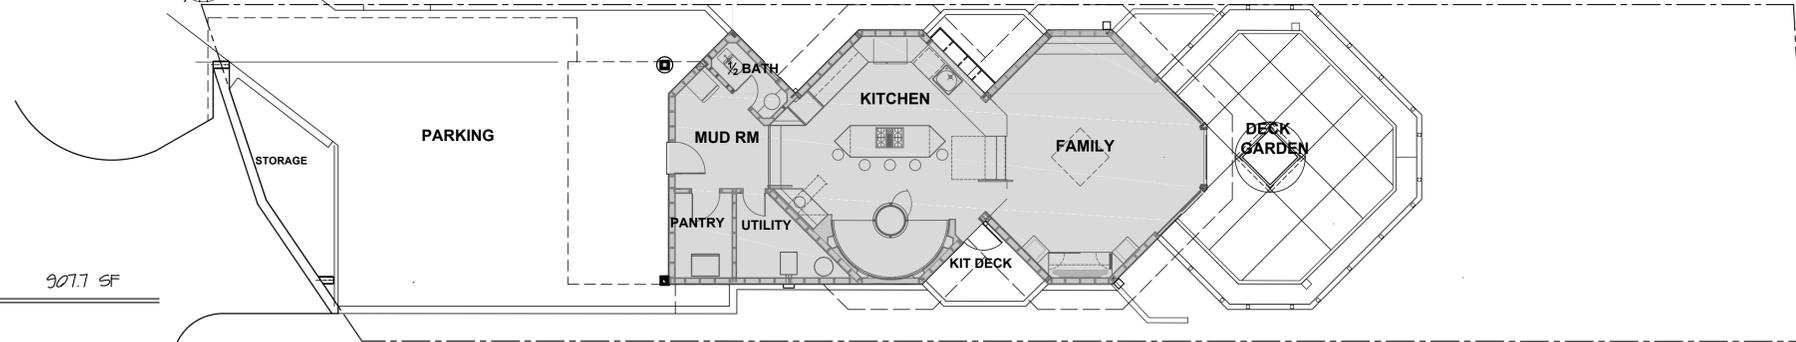 ½ BATH
KITCHEN
PARKING
MUD RM
DECK
GARDEN
FAMILY
STORAGE
PANTRY
UTILITY
KIT DECK
907.7 SF